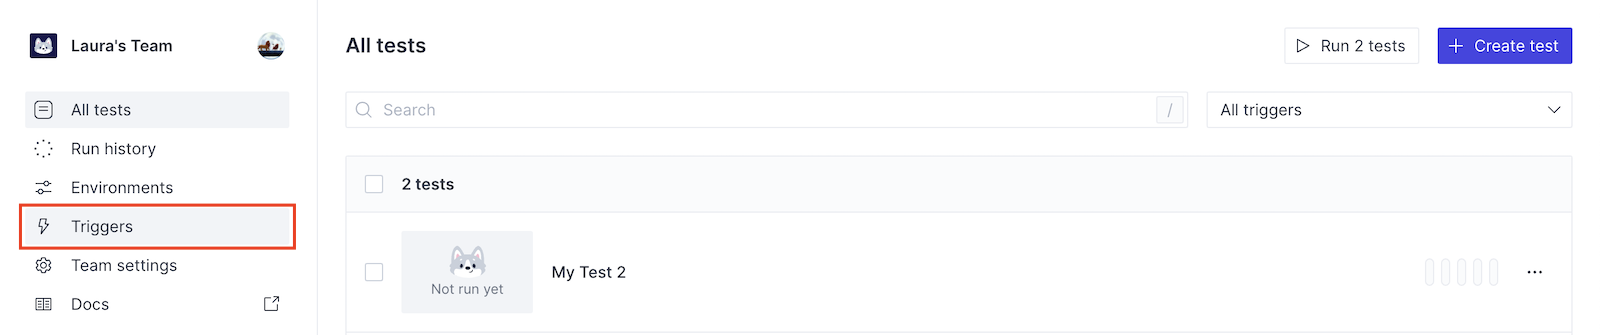 Laura's Team
All tests
Run history
Environments
Triggers
Team settings
Docs
All tests
Run 2 tests
Create test
Search
/
All triggers
2 tests
Not run yet
My Test 2